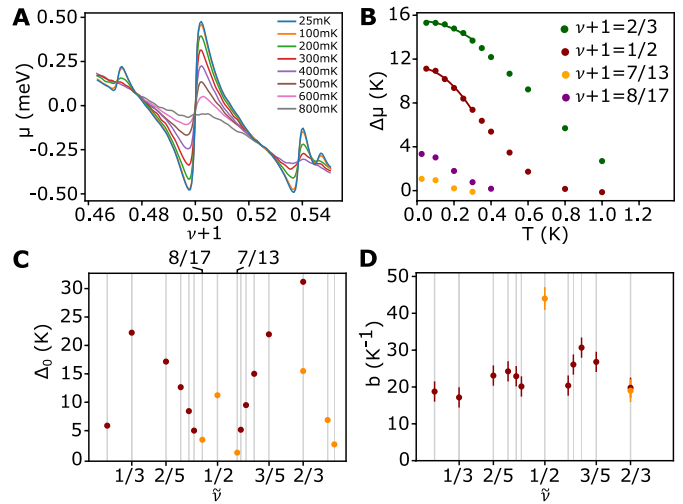 A
0.50
0.25
0.0
-0.25
-0.50
μ (meV)
0.46
0.48
0.50
0.52
0.54
ν+1
25mK
100mK
200mK
300mK
400mK
500mK
600mK
800mK
B
16
12
8
4
0
Δμ (K)
0.0
0.2
0.4
0.6
0.8
1.0
T (K)
ν+1=2/3
ν+1=1/2
ν+1=7/13
ν+1=8/17
C
8/17
7/13
30
25
20
15
10
5
0
Δ₀ (K)
1/3
2/5
1/2
3/5
2/3
ν̃
D
50
40
30
20
10
0
b (K⁻¹)
1/3
2/5
1/2
3/5
2/3
ν̃